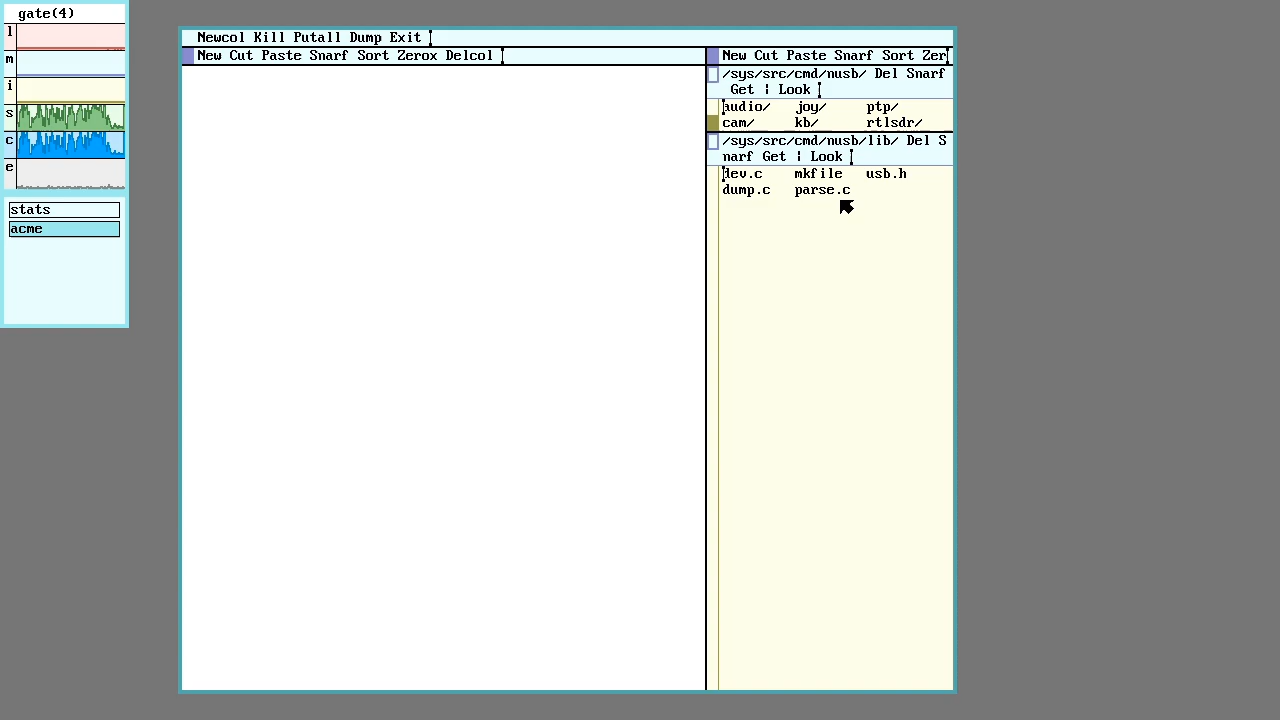 gate(4)
l
m
i
s
c
e
stats
acme
Newcol Kill Putall Dump Exit
New Cut Paste Snarf Sort Zerox Delcol
New Cut Paste Snarf Sort Zer
/sys/src/cmd/nusb/ Del Snarf
Get | Look
audio/ joy/ ptp/
cam/ kb/ rtlsdr/
/sys/src/cmd/nusb/lib/ Del S
narf Get | Look
dev.c mkfile usb.h
dump.c parse.c